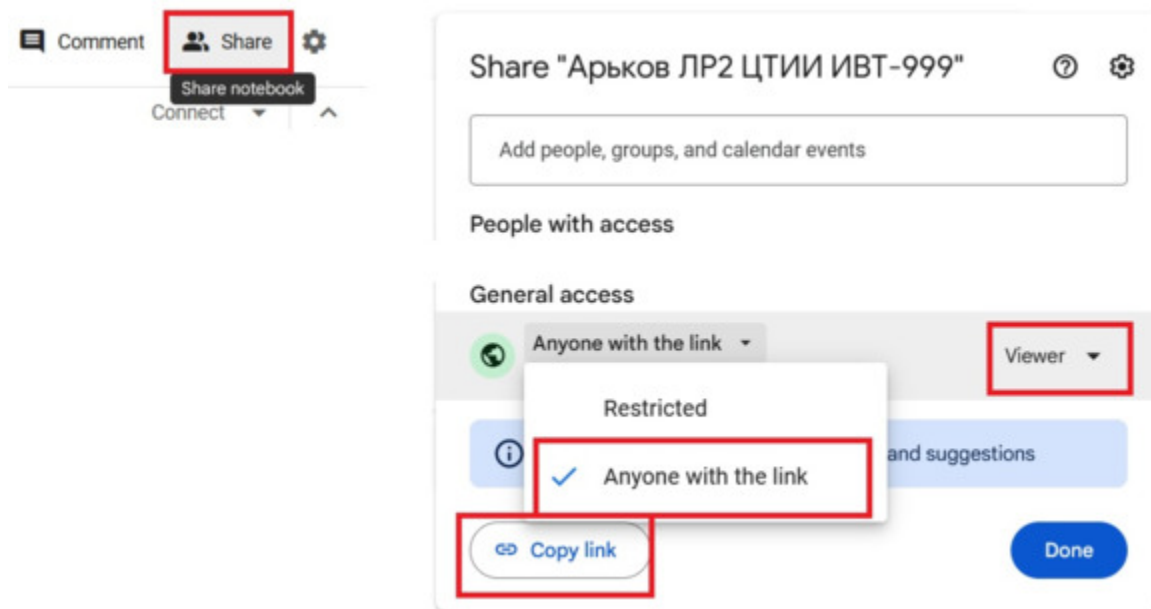 Comment Share
Share notebook
Connect
Share "Арьков ЛР2 ЦТИИ ИВТ-999"
Add people, groups, and calendar events
People with access
General access
Anyone with the link
Viewer
Restricted
and suggestions
Anyone with the link
Copy link
Done